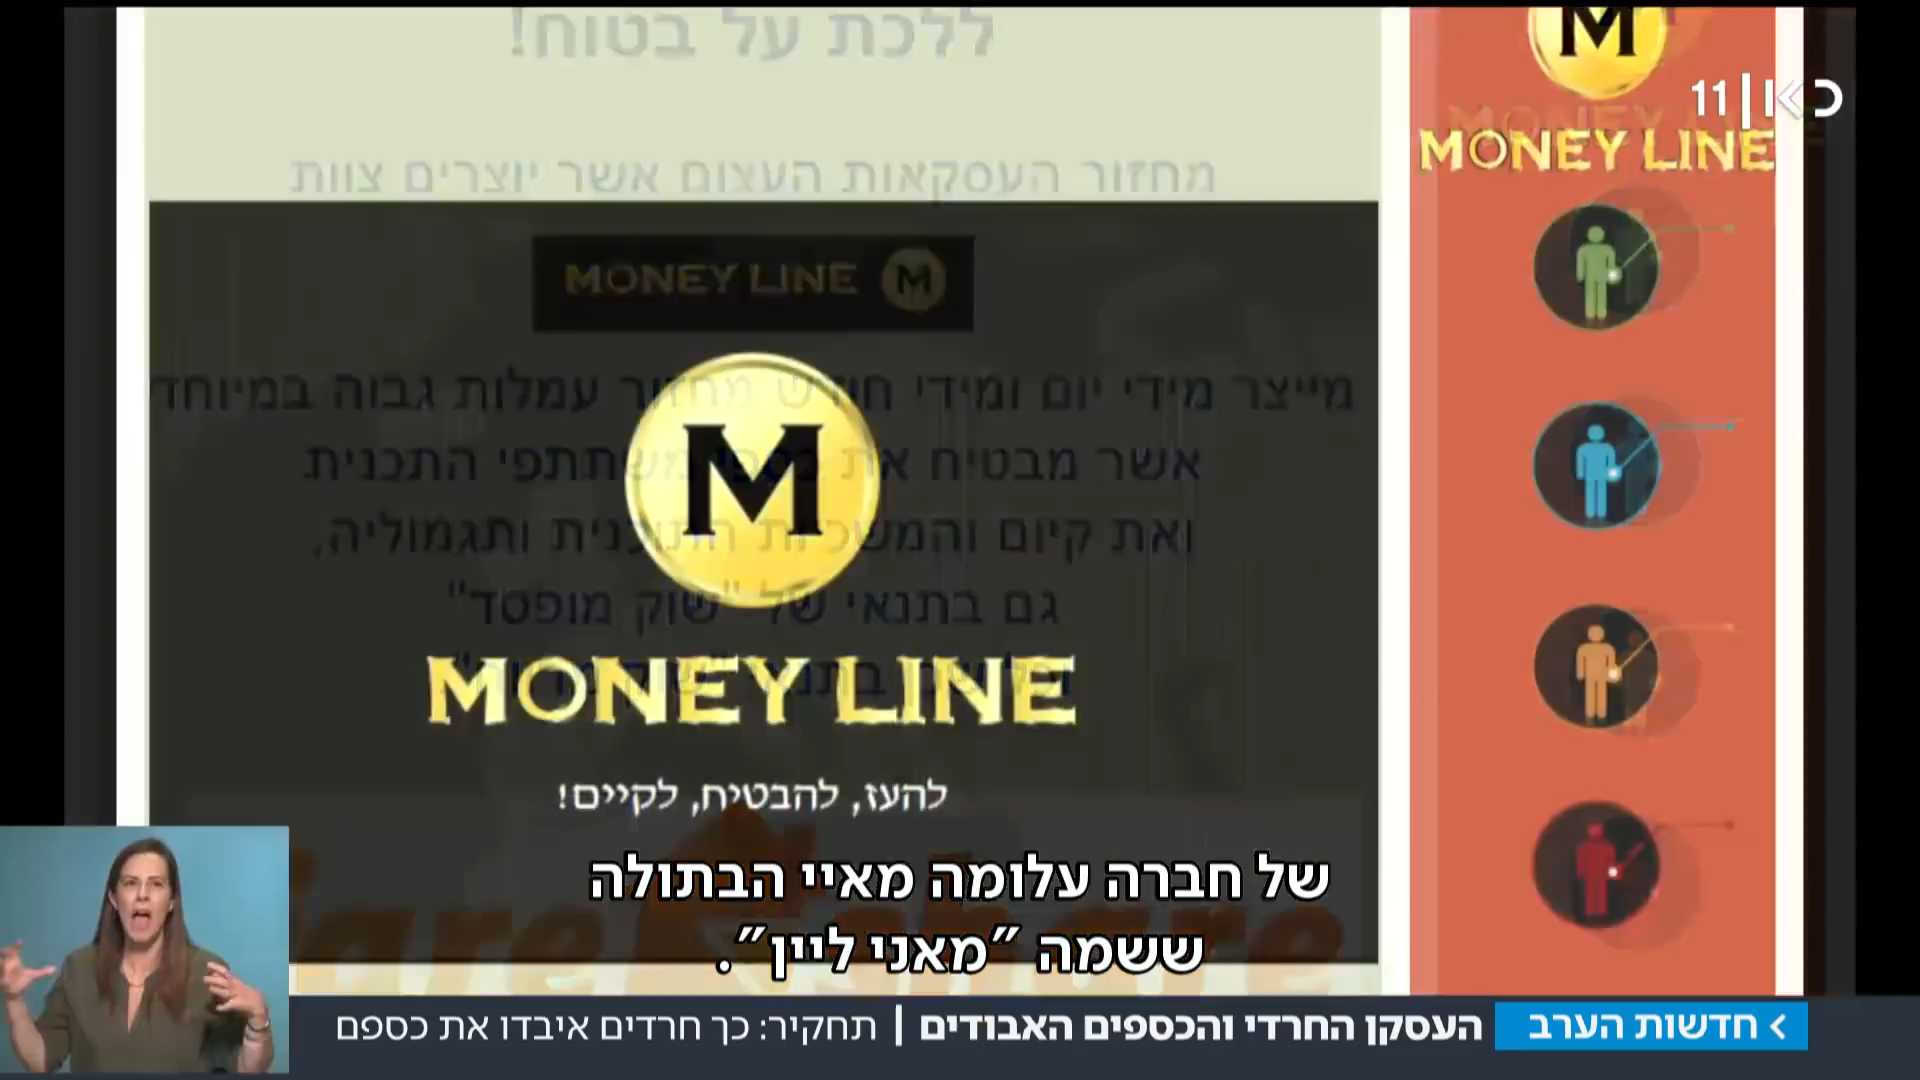 ללכת על בטוח!
מחזור העסקאות העצום אשר יוצרים צוות
MONEY LINE M
מייצר מידי יום ומידי חודש מחזור עמלות גבוה במיוחד
אשר מבטיח את כספי משתתפי התכנית
ואת קיום והמשכיות התוכנית ותגמוליה,
גם בתנאי של "שוק מופסד"
M
MONEY LINE
להעז, להבטיח, לקיים!
M
כאן 11
MONEY LINE
של חברה עלומה מאיי הבתולה
ששמה "מאני ליין".
חדשות הערב
העסקן החרדי והכספים האבודים | תחקיר: כך חרדים איבדו את כספם